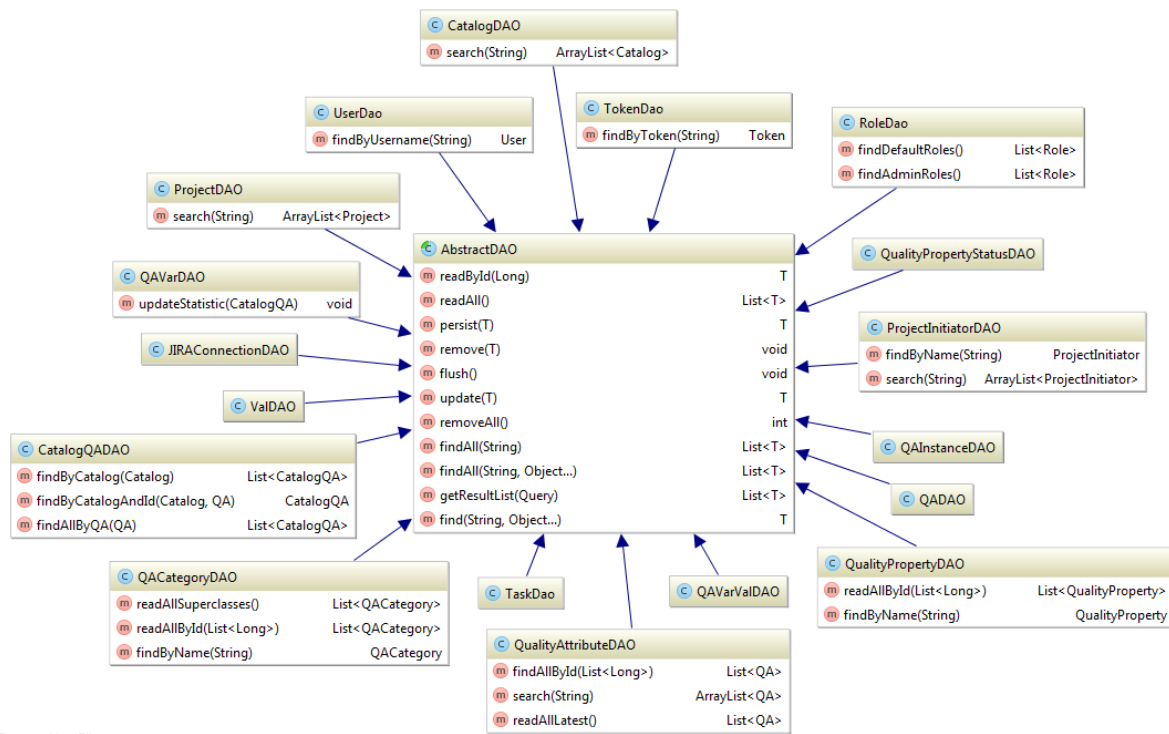 CatalogDAO
search(String) ArrayList<Catalog>
UserDao
findByUsername(String) User
TokenDao
findByToken(String) Token
RoleDao
findDefaultRoles() List<Role>
findAdminRoles() List<Role>
ProjectDAO
search(String) ArrayList<Project>
AbstractDAO
readById(Long) T
readAll() List<T>
persist(T) T
remove(T) void
flush() void
update(T) T
removeAll() int
findAll(String) List<T>
findAll(String, Object...) List<T>
getResultList(Query) List<T>
find(String, Object...) T
QualityPropertyStatusDAO
QAVarDAO
updateStatistic(CatalogQA) void
ProjectInitiatorDAO
findByName(String) ProjectInitiator
search(String) ArrayList<ProjectInitiator>
JIRAConnectionDAO
ValDAO
CatalogQADAO
findByCatalog(Catalog) List<CatalogQA>
findByCatalogAndId(Catalog, QA) CatalogQA
findAllByQA(QA) List<CatalogQA>
QAInstanceDAO
QADAO
QACategoryDAO
readAllSuperclasses() List<QACategory>
readAllById(List<Long>) List<QACategory>
findByName(String) QACategory
TaskDao
QAVarValDAO
QualityPropertyDAO
readAllById(List<Long>) List<QualityProperty>
findByName(String) QualityProperty
QualityAttributeDAO
findAllById(List<Long>) List<QA>
search(String) ArrayList<QA>
readAllLatest() List<QA>